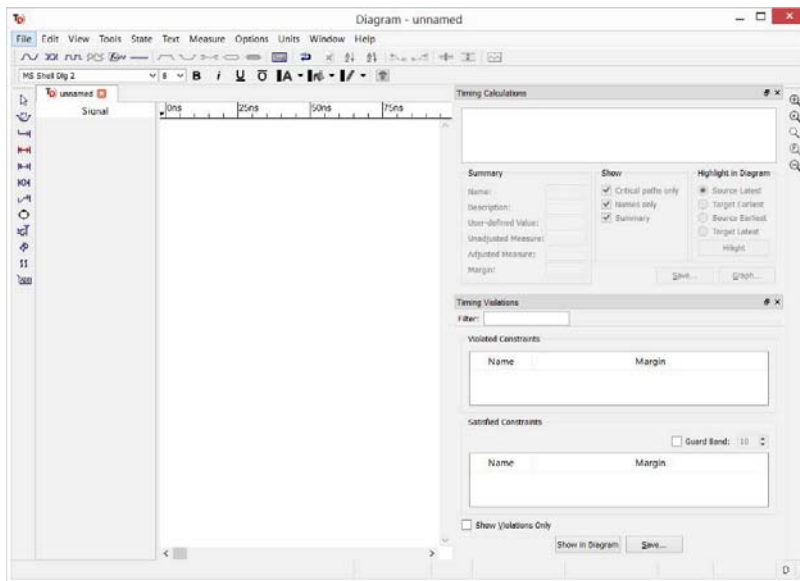 Diagram - unnamed
File Edit View Tools State Text Measure Options Units Window Help
MS Shell Dlg 2 8 B i U O A
unnamed
Signal
0ns 25ns 50ns 75ns
Timing Calculations
Summary Show Highlight in Diagram
Name: Critical paths only Source Latest
Description: Names only Target Earliest
User-defined Value: Summary Source Earliest
Unadjusted Measure: Target Latest
Adjusted Measure: Hilight
Margin: Save... Graph...
Timing Violations
Filter:
Violated Constraints
Name Margin
Satisfied Constraints
Guard Band: 10
Name Margin
Show Violations Only
Show in Diagram Save...
D